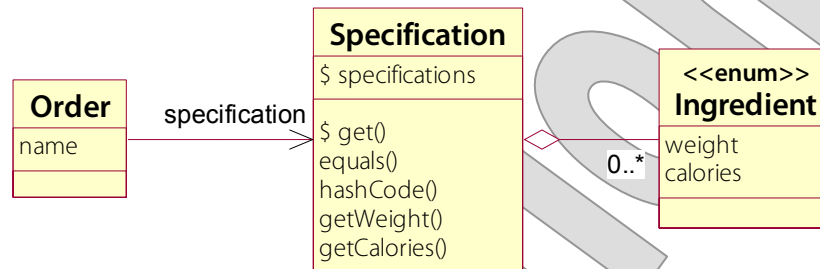 Order
name
specification
Specification
$ specifications
$ get()
equals()
hashCode()
getWeight()
getCalories()
0..*
<<enum>>
Ingredient
weight
calories